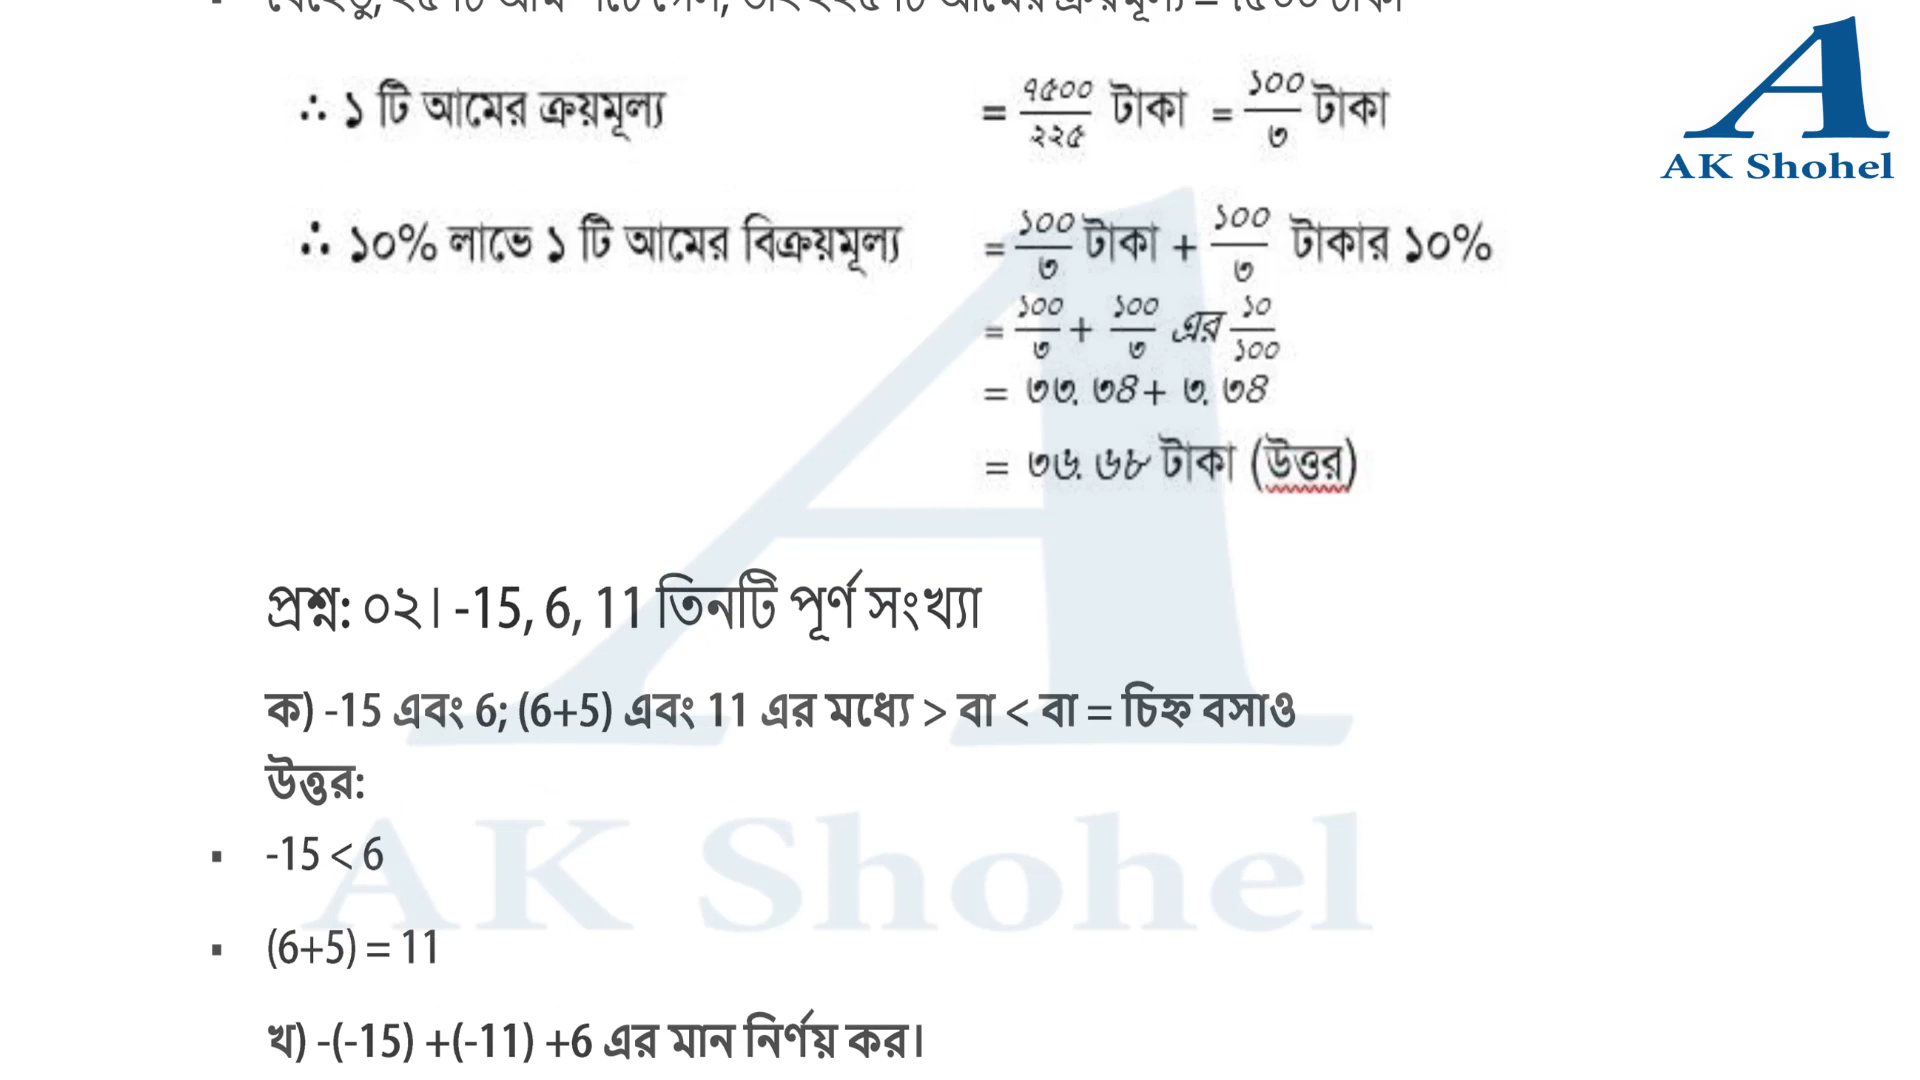 ∴ ১ টি আমের ক্রয়মূল্য = ৭৫০০/২২৫ টাকা = ১০০/৩ টাকা
AK Shohel
∴ ১০% লাভে ১ টি আমের বিক্রয়মূল্য = ১০০/৩ টাকা + ১০০/৩ টাকার ১০%
= ১০০/৩ + ১০০/৩ এর ১০/১০০
= ৩৩.৩৪+ ৩.৩৪
= ৩৬.৬৮ টাকা (উত্তর)
প্রশ্ন: ০২। -15, 6, 11 তিনটি পূর্ণ সংখ্যা
ক) -15 এবং 6; (6+5) এবং 11 এর মধ্যে > বা < বা = চিহ্ন বসাও
উত্তর:
▪ -15 < 6
AK Shohel
▪ (6+5) = 11
খ) -(-15) +(-11) +6 এর মান নির্ণয় কর।